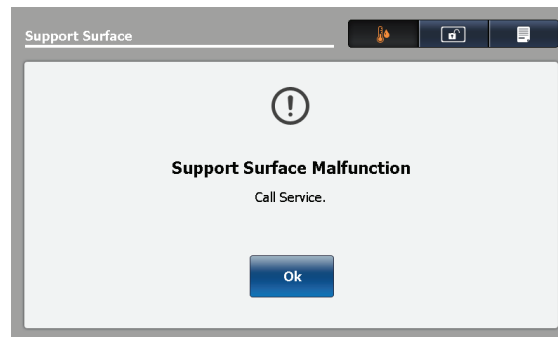 Support Surface
Support Surface Malfunction
Call Service.
Ok